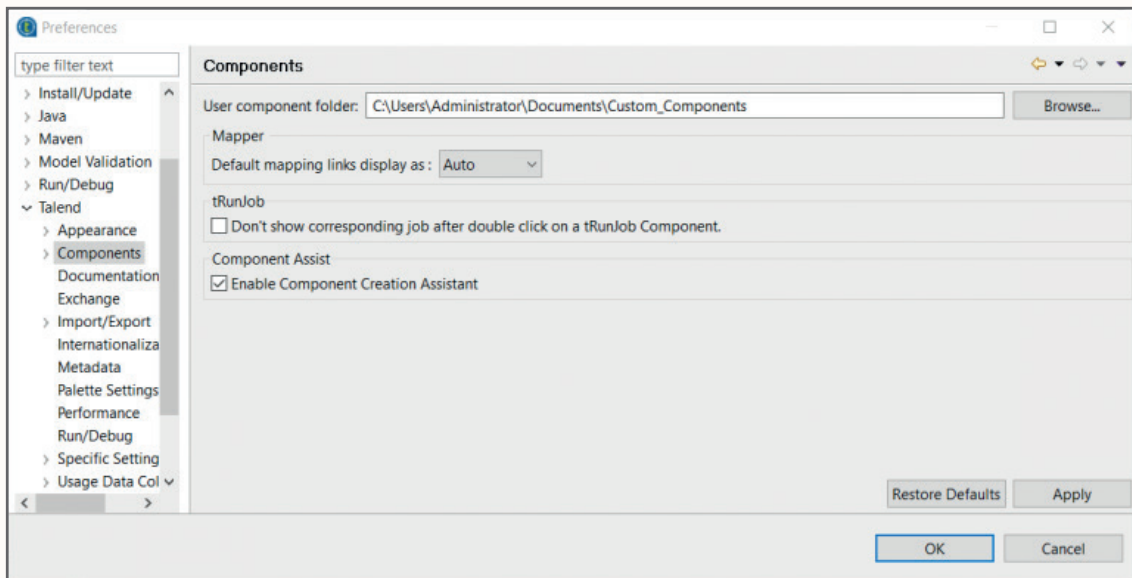 Preferences
type filter text
Install/Update
Java
Maven
Model Validation
Run/Debug
Talend
Appearance
Components
Documentation
Exchange
Import/Export
Internationaliza
Metadata
Palette Settings
Performance
Run/Debug
Specific Setting
Usage Data Col
Components
User component folder: C:\Users\Administrator\Documents\Custom_Components Browse...
Mapper
Default mapping links display as : Auto
tRunJob
Don't show corresponding job after double click on a tRunJob Component.
Component Assist
Enable Component Creation Assistant
Restore Defaults Apply
OK Cancel